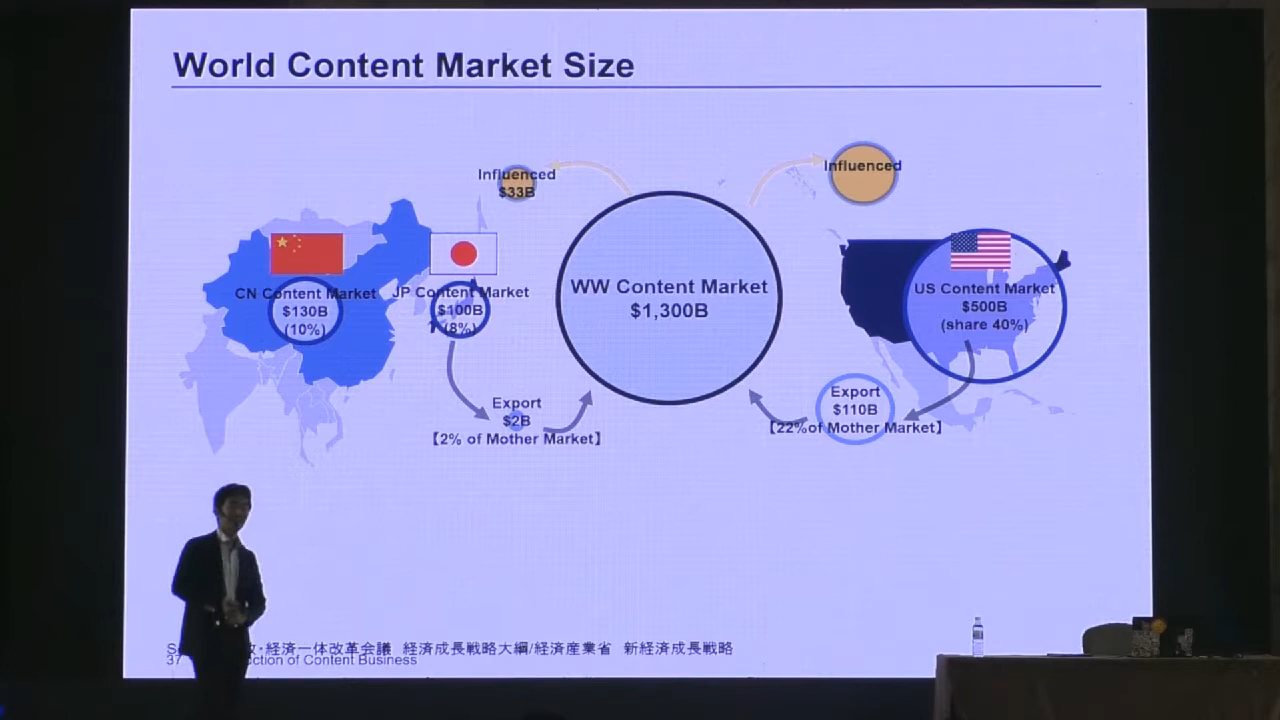 World Content Market Size
Influenced
$33B
Influenced
CN Content Market
$130B
(10%)
JP Content Market
$100B
(8%)
WW Content Market
$1,300B
US Content Market
$500B
(share 40%)
Export
$2B
【2% of Mother Market】
Export
$110B
【22%of Mother Market】
・経済一体改革会議 経済成長戦略大綱/経済産業省 新経済成長戦略
37
of Content Business